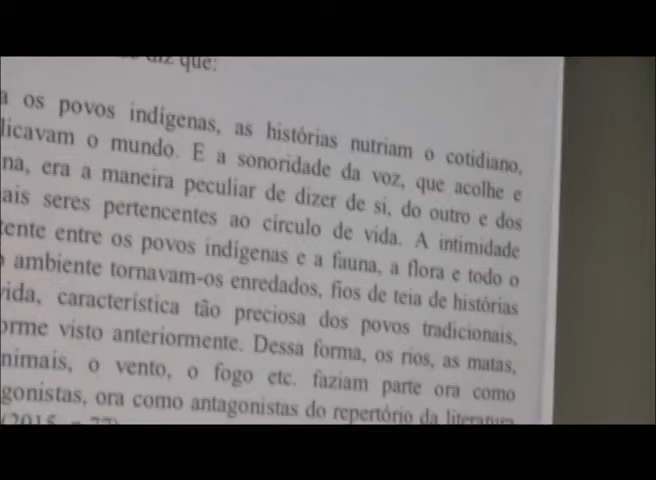 diz que:
a os povos indígenas, as histórias nutriam o cotidiano,
licavam o mundo. E a sonoridade da voz, que acolhe e
na, era a maneira peculiar de dizer de si, do outro e dos
ais seres pertencentes ao círculo de vida. A intimidade
tente entre os povos indígenas e a fauna, a flora e todo o
o ambiente tornavam-os enredados, fios de teia de histórias
vida, característica tão preciosa dos povos tradicionais,
orme visto anteriormente. Dessa forma, os rios, as matas,
nimais, o vento, o fogo etc. faziam parte ora como
gonistas, ora como antagonistas do repertório da literatura
(2015,